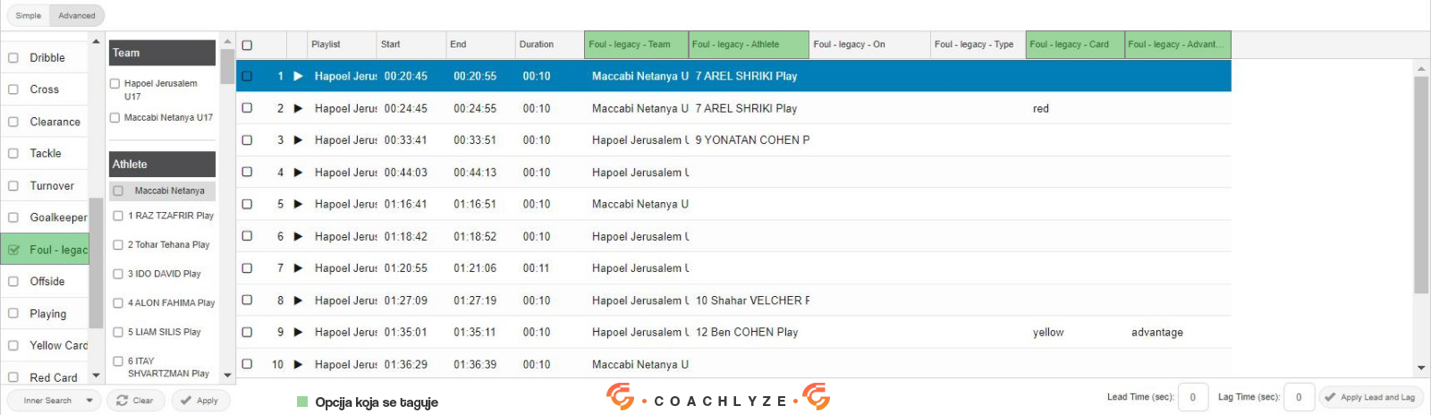 Simple Advanced
Dribble
Cross
Clearance
Tackle
Turnover
Goalkeeper
Foul - legac
Offside
Playing
Yellow Card
Red Card
Inner Search Clear Apply
Team
Hapoel Jerusalem
U17
Maccabi Netanya U17
Athlete
Maccabi Netanya
1 RAZ TZAFRIR Play
2 Tohar Tehana Play
3 IDO DAVID Play
4 ALON FAHIMA Play
5 LIAM SILIS Play
6 ITAY
SHVARTZMAN Play
Playlist Start End Duration Foul - legacy - Team Foul - legacy - Athlete Foul - legacy - On Foul - legacy - Type Foul - legacy - Card Foul - legacy - Advant...
1 Hapoel Jerus 00:20:45 00:20:55 00:10 Maccabi Netanya U 7 AREL SHRIKI Play
2 Hapoel Jerus 00:24:45 00:24:55 00:10 Maccabi Netanya U 7 AREL SHRIKI Play red
3 Hapoel Jerus 00:33:41 00:33:51 00:10 Hapoel Jerusalem U 9 YONATAN COHEN P
4 Hapoel Jerus 00:44:03 00:44:13 00:10 Hapoel Jerusalem U
5 Hapoel Jerus 01:16:41 01:16:51 00:10 Maccabi Netanya U
6 Hapoel Jerus 01:18:42 01:18:52 00:10 Hapoel Jerusalem U
7 Hapoel Jerus 01:20:55 01:21:06 00:11 Hapoel Jerusalem U
8 Hapoel Jerus 01:27:09 01:27:19 00:10 Hapoel Jerusalem U 10 Shahar VELCHER P
9 Hapoel Jerus 01:35:01 01:35:11 00:10 Hapoel Jerusalem U 12 Ben COHEN Play yellow advantage
10 Hapoel Jerus 01:36:29 01:36:39 00:10 Maccabi Netanya U
Opcija koja se taguje
• COACHLYZE •
Lead Time (sec): 0 Lag Time (sec): 0 Apply Lead and Lag